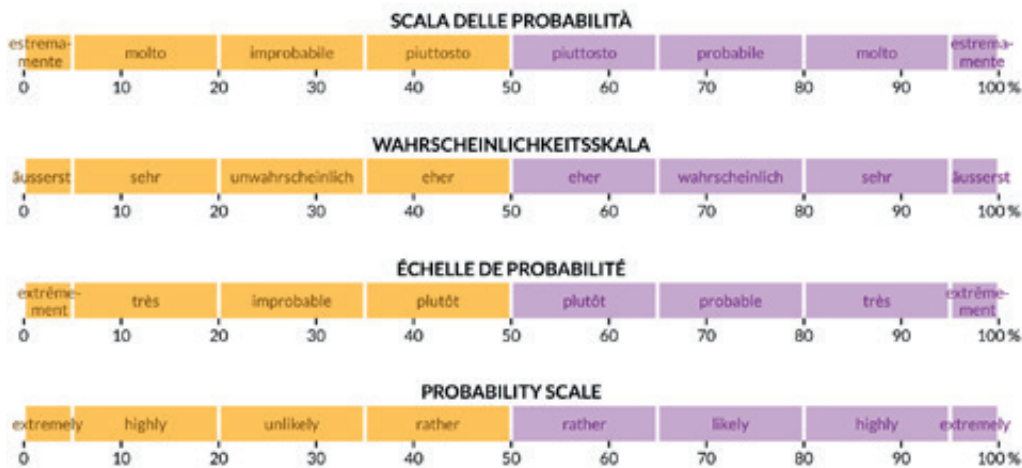 SCALA DELLE PROBABILITÀ
estrema-
mente molto improbabile piuttosto piuttosto probabile molto estrema-
mente
0 10 20 30 40 50 60 70 80 90 100 %
WAHRSCHEINLICHKEITSSKALA
äusserst sehr unwahrscheinlich eher eher wahrscheinlich sehr äusserst
0 10 20 30 40 50 60 70 80 90 100 %
ÉCHELLE DE PROBABILITÉ
extrême-
ment très improbable plutôt plutôt probable très extrême-
ment
0 10 20 30 40 50 60 70 80 90 100 %
PROBABILITY SCALE
extremely highly unlikely rather rather likely highly extremely
0 10 20 30 40 50 60 70 80 90 100 %